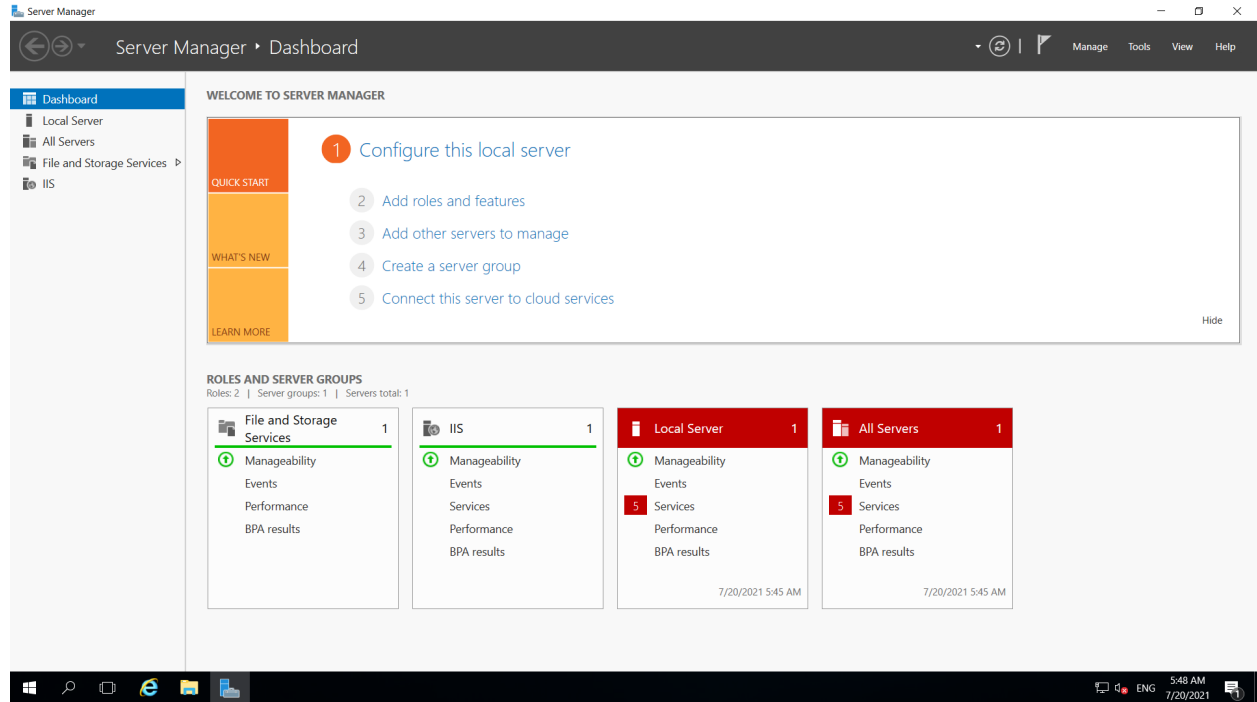 Server Manager
Server Manager • Dashboard
Manage Tools View Help
Dashboard
Local Server
All Servers
File and Storage Services
IIS
WELCOME TO SERVER MANAGER
QUICK START
WHAT'S NEW
LEARN MORE
1 Configure this local server
2 Add roles and features
3 Add other servers to manage
4 Create a server group
5 Connect this server to cloud services
Hide
ROLES AND SERVER GROUPS
Roles: 2 | Server groups: 1 | Servers total: 1
File and Storage
Services
1
Manageability
Events
Performance
BPA results
IIS 1
Manageability
Events
Services
Performance
BPA results
Local Server 1
Manageability
Events
5 Services
Performance
BPA results
7/20/2021 5:45 AM
All Servers 1
Manageability
Events
5 Services
Performance
BPA results
7/20/2021 5:45 AM
ENG
5:48 AM
7/20/2021
1